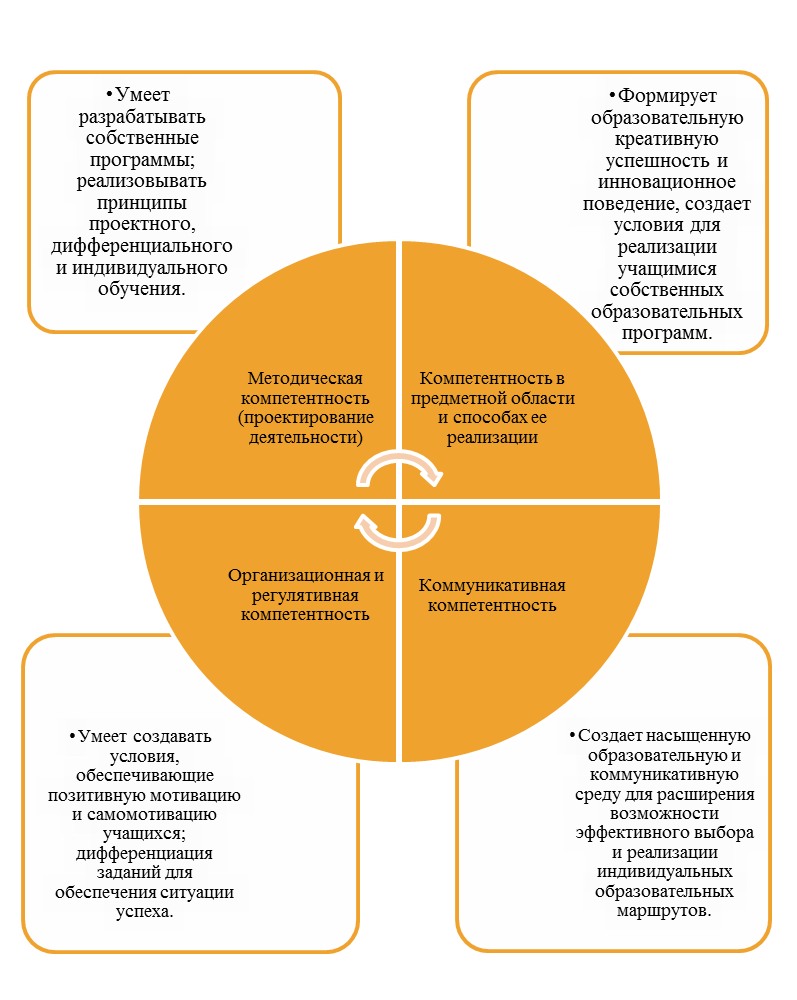 •Умеет
разрабатывать
собственные
программы;
реализовывать
принципы
проектного,
дифференциального
и индивидуального
обучения.
•Формирует
образовательную
креативную
успешность и
инновационное
поведение, создает
условия для
реализации
учащимися
собственных
образовательных
программ.
Методическая
компетентность
(проектирование
деятельности)
Компетентность в
предметной области
и способах ее
реализации
Организационная и
регулятивная
компетентность
Коммуникативная
компетентность
•Умеет создавать
условия,
обеспечивающие
позитивную мотивацию
и самомотивацию
учащихся;
дифференциация
заданий для
обеспечения ситуации
успеха.
•Создает насыщенную
образовательную и
коммуникативную
среду для расширения
возможности
эффективного выбора
и реализации
индивидуальных
образовательных
маршрутов.